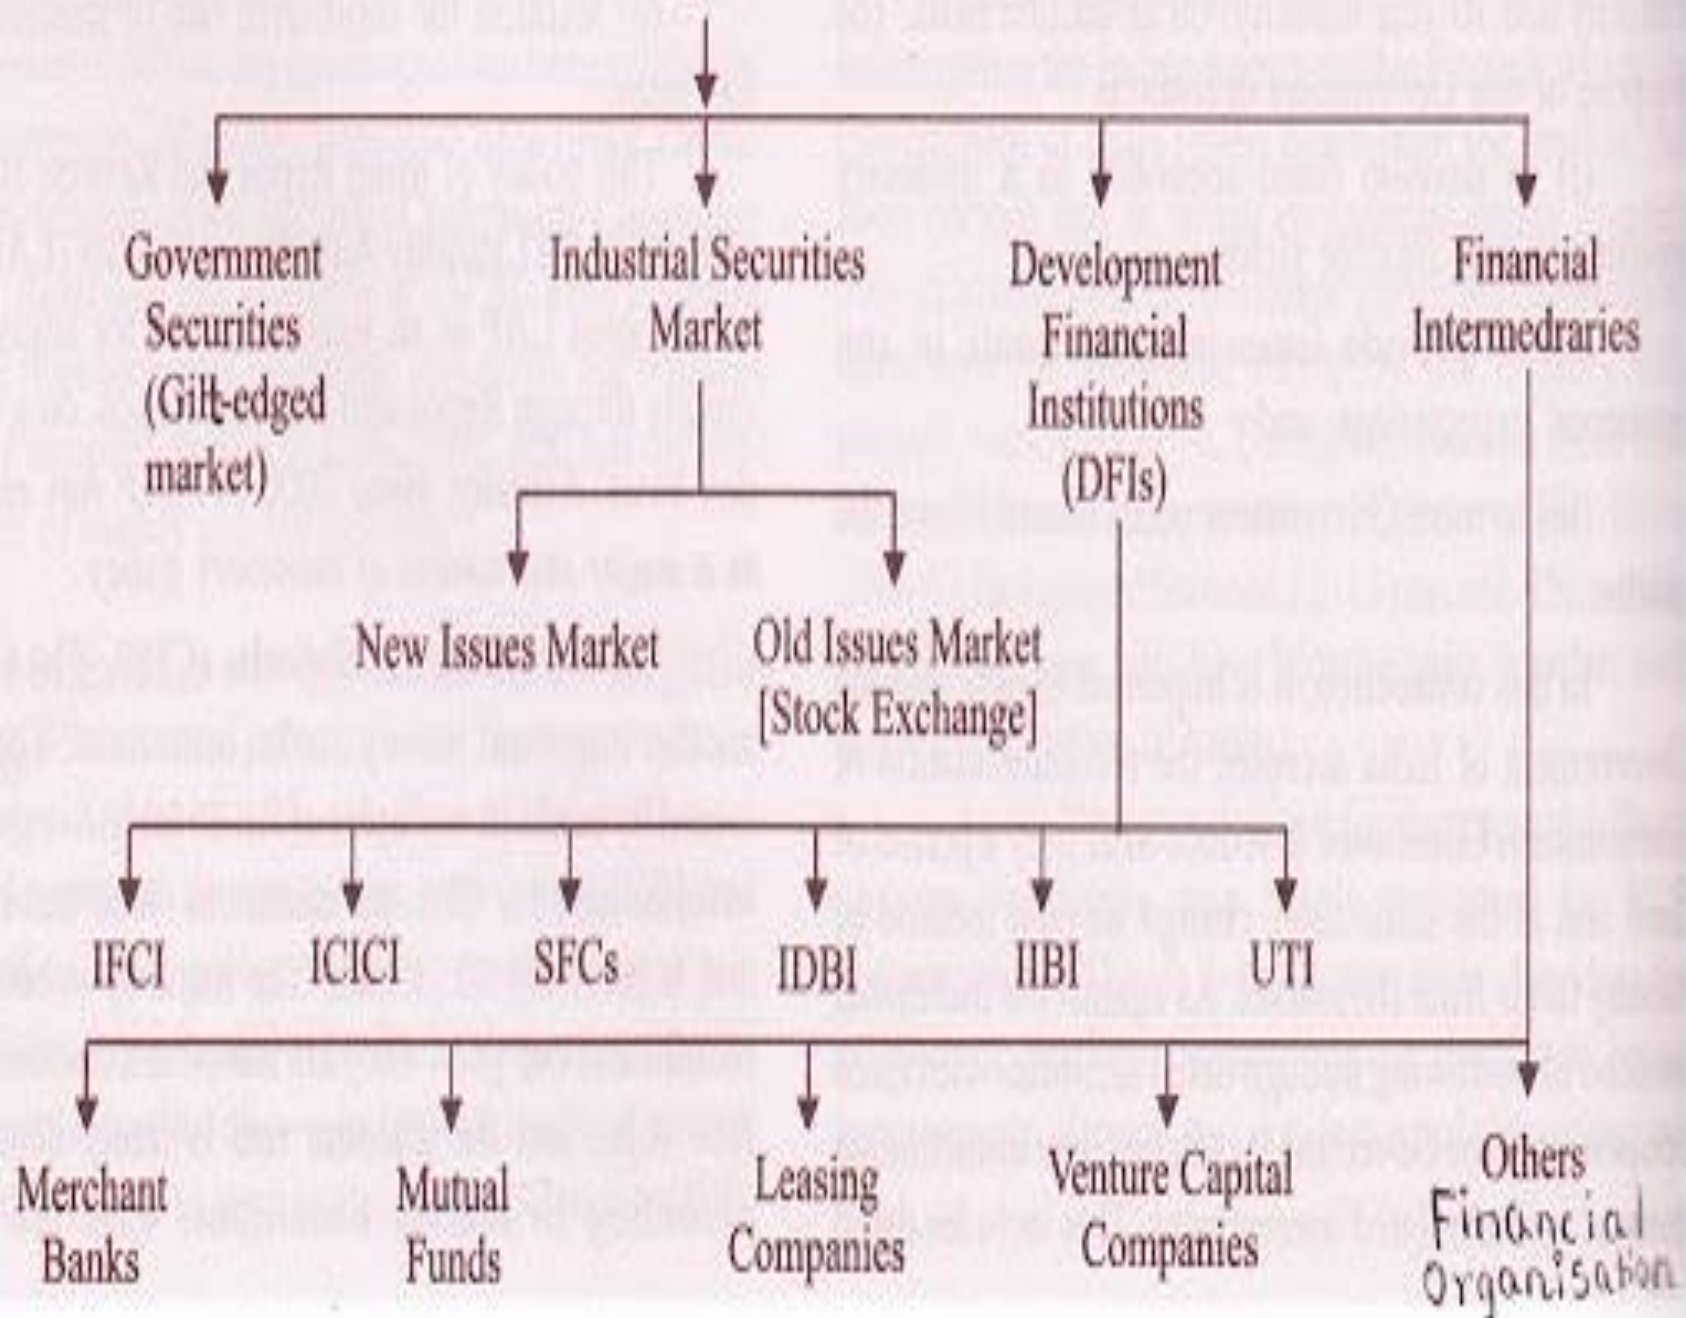 Government
Securities
(Gilt-edged
market)
Industrial Securities
Market
Development
Financial
Institutions
(DFIs)
Financial
Intermedraries
New Issues Market
Old Issues Market
[Stock Exchange]
IFCI
ICICI
SFCs
IDBI
IIBI
UTI
Merchant
Banks
Mutual
Funds
Leasing
Companies
Venture Capital
Companies
Others
Financial
Organisation